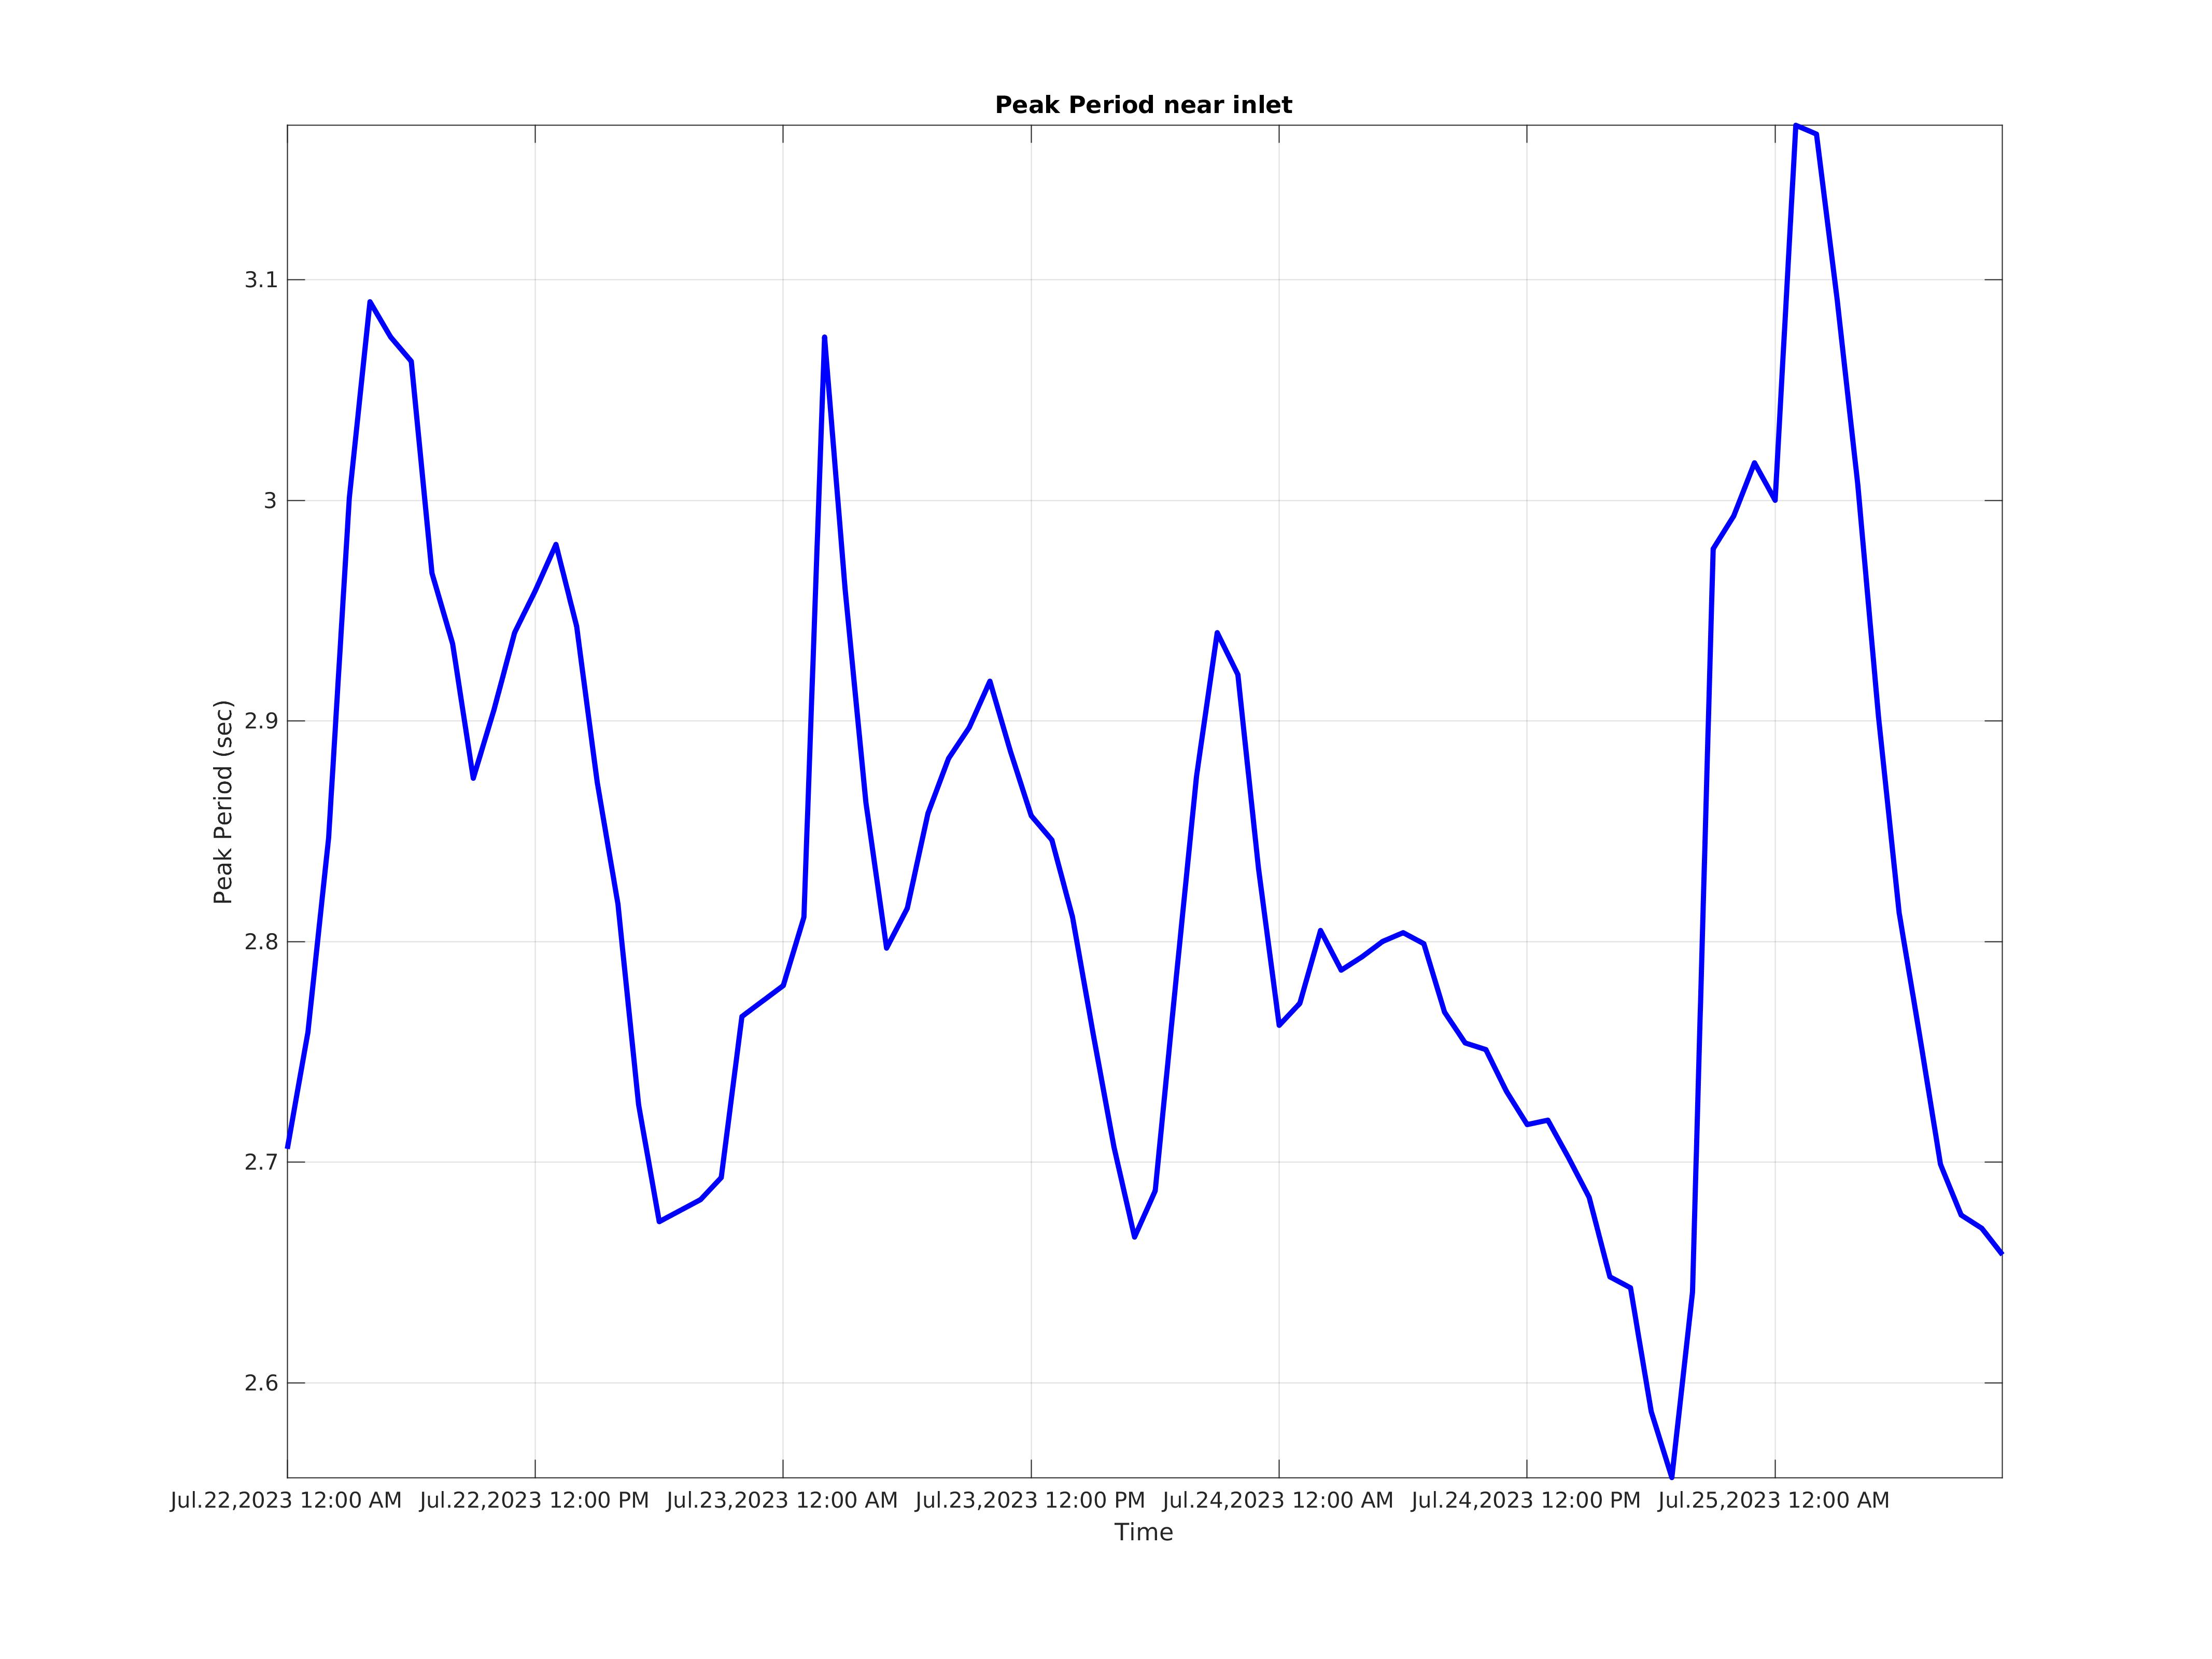 Peak Period near inlet
Peak Period (sec)
3.1
3
2.9
2.8
2.7
2.6
Jul.22,2023 12:00 AM Jul.22,2023 12:00 PM Jul.23,2023 12:00 AM Jul.23,2023 12:00 PM Jul.24,2023 12:00 AM Jul.24,2023 12:00 PM Jul.25,2023 12:00 AM
Time